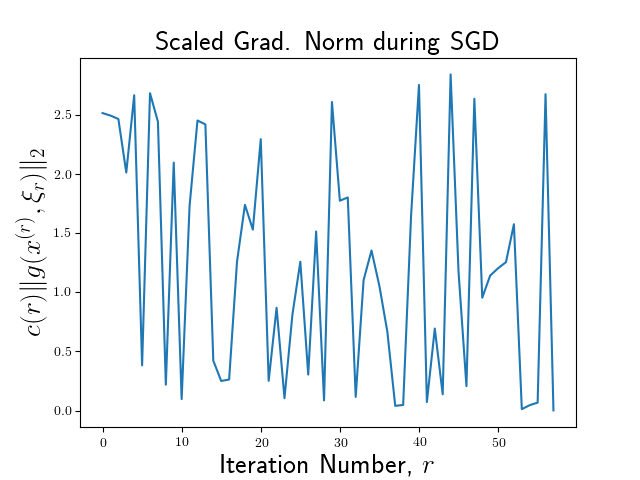 Scaled Grad. Norm during SGD
c(r)‖g(x^(r), ξ_r)‖_2
2.5
2.0
1.5
1.0
0.5
0.0
0 10 20 30 40 50
Iteration Number, r